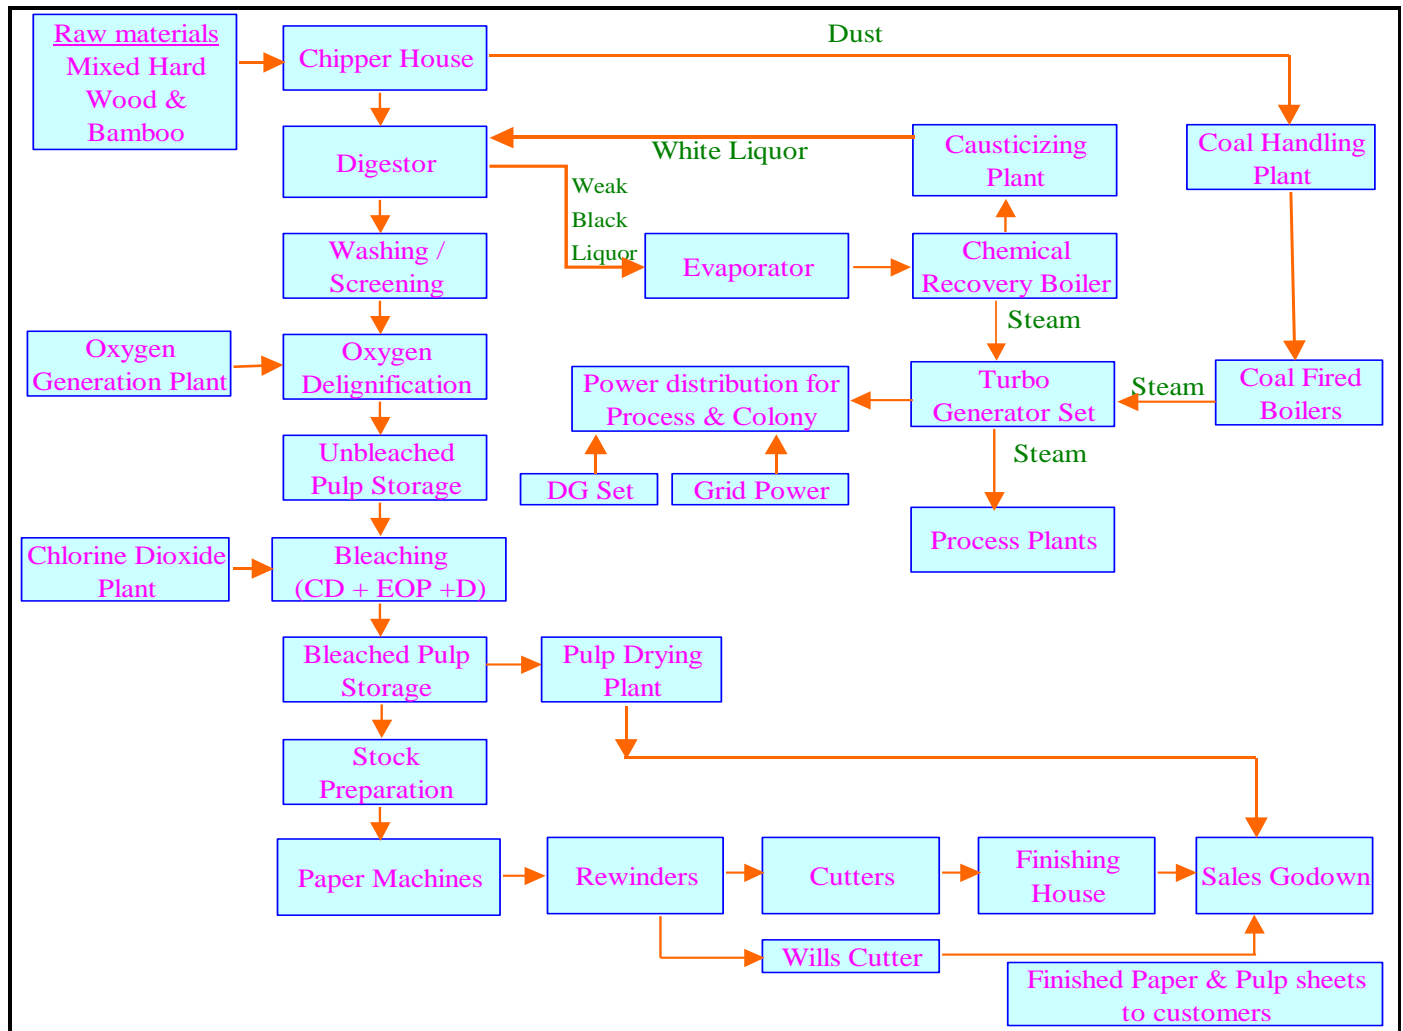 Raw materials
Mixed Hard
Wood &
Bamboo
Chipper House
Dust
Digestor
White Liquor
Causticizing
Plant
Coal Handling
Plant
Weak
Black
Liquor
Washing /
Screening
Evaporator
Chemical
Recovery Boiler
Steam
Oxygen
Generation Plant
Oxygen
Delignification
Power distribution for
Process & Colony
Turbo
Generator Set
Steam
Coal Fired
Boilers
Steam
Unbleached
Pulp Storage
DG Set
Grid Power
Process Plants
Chlorine Dioxide
Plant
Bleaching
(CD + EOP +D)
Bleached Pulp
Storage
Pulp Drying
Plant
Stock
Preparation
Paper Machines
Rewinders
Cutters
Finishing
House
Sales Godown
Wills Cutter
Finished Paper & Pulp sheets
to customers